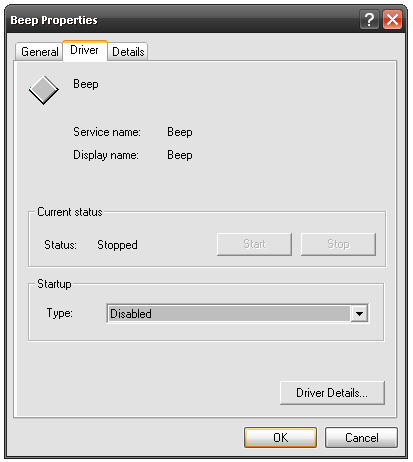 Beep Properties
General Driver Details
Beep
Service name: Beep
Display name: Beep
Current status
Status: Stopped Start Stop
Startup
Type: Disabled
Driver Details...
OK Cancel